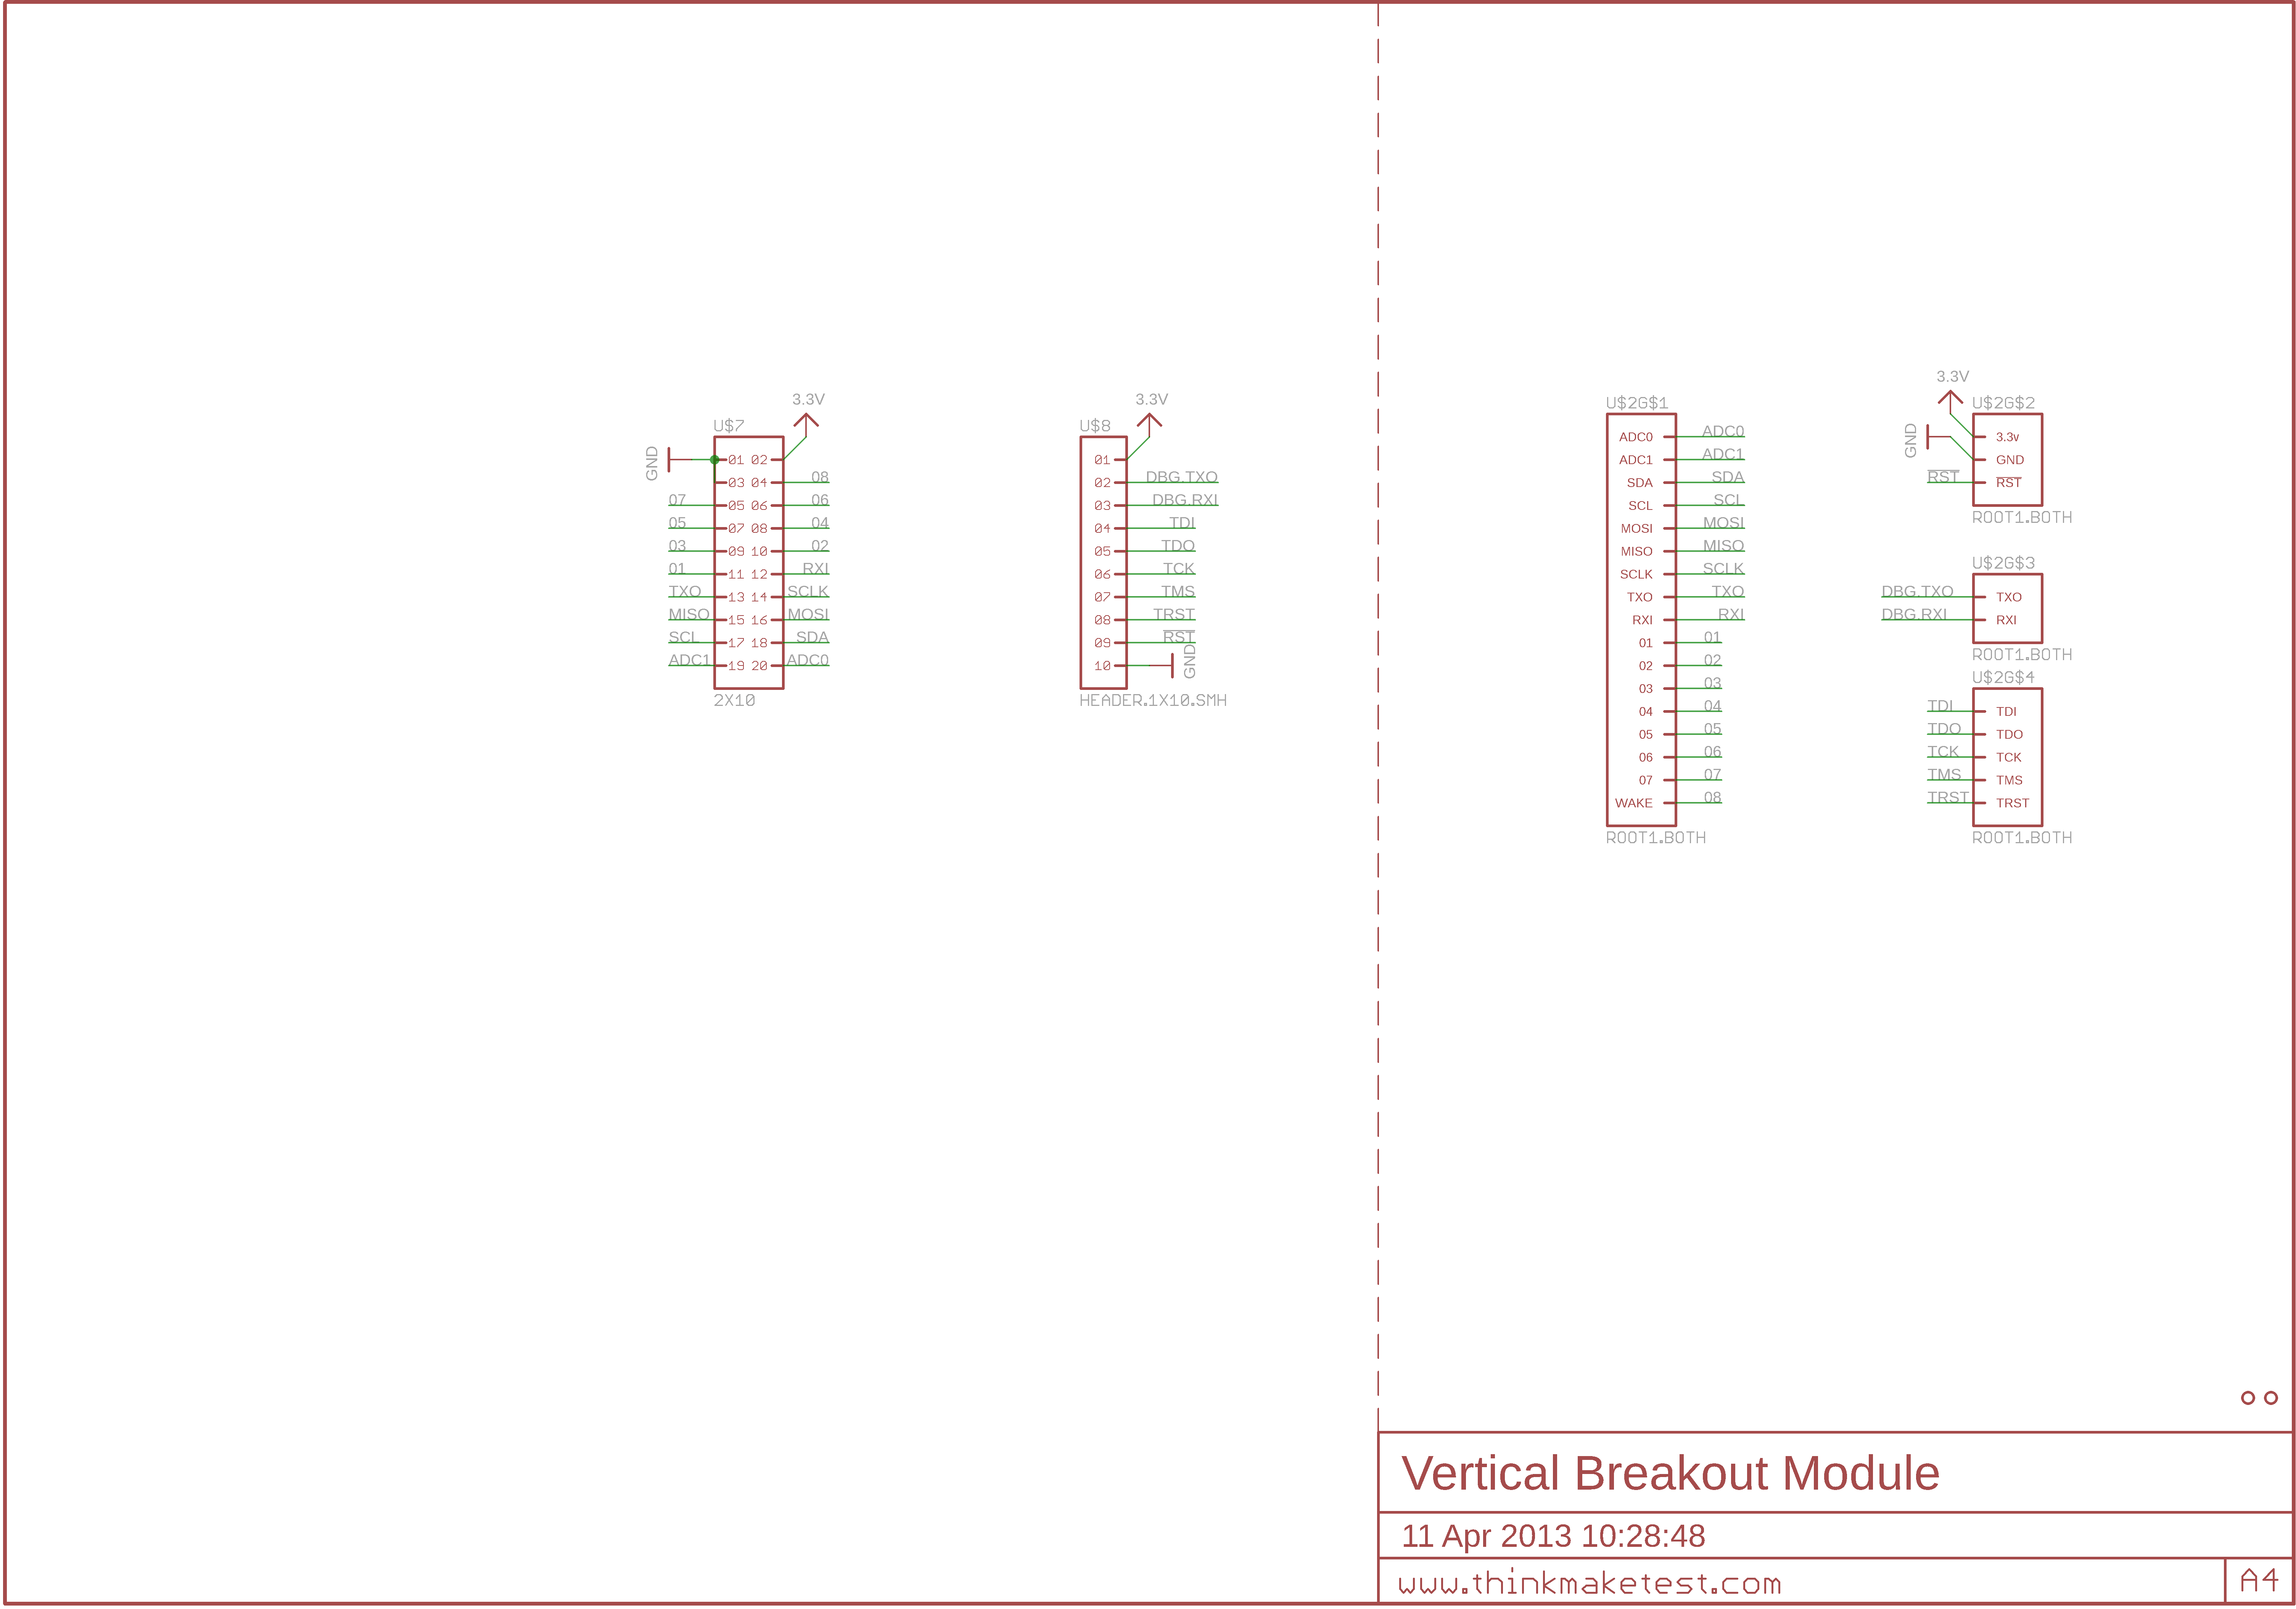 3.3V
U$7
GND
01 02
03 04 08
07 05 06 06
05 07 08 04
03 09 10 02
01 11 12 RXI
TXO 13 14 SCLK
MISO 15 16 MOSI
SCL 17 18 SDA
ADC1 19 20 ADC0
2X10
3.3V
U$8
01
02 DBG.TXO
03 DBG.RXI
04 TDI
05 TDO
06 TCK
07 TMS
08 TRST
09 RST
10 GND
HEADER.1X10.SMH
U$2G$1
ADC0 ADC0
ADC1 ADC1
SDA SDA
SCL SCL
MOSI MOSI
MISO MISO
SCLK SCLK
TXO TXO
RXI RXI
01 01
02 02
03 03
04 04
05 05
06 06
07 07
WAKE 08
ROOT1.BOTH
3.3V
U$2G$2
3.3v
GND GND
RST RST
ROOT1.BOTH
U$2G$3
DBG.TXO TXO
DBG.RXI RXI
ROOT1.BOTH
U$2G$4
TDI TDI
TDO TDO
TCK TCK
TMS TMS
TRST TRST
ROOT1.BOTH
Vertical Breakout Module
11 Apr 2013 10:28:48
www.thinkmaketest.com A4